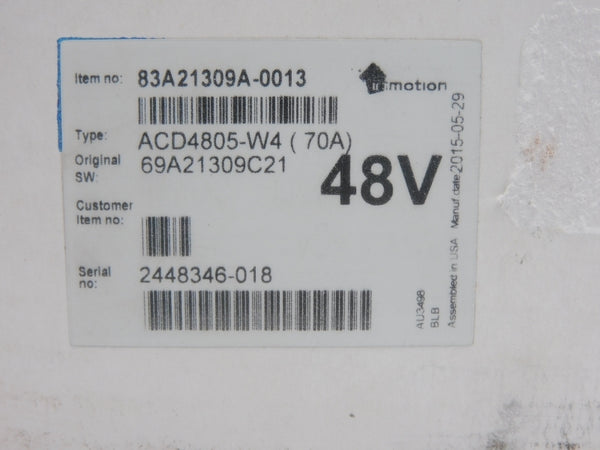 Item no: 83A21309A-0013
inmotion
Type: ACD4805-W4 ( 70A)
Original SW: 69A21309C21
48V
Customer Item no:
Serial no: 2448346-018
AU3498
BLB
Assembled in USA Manuf.date 2015-05-29